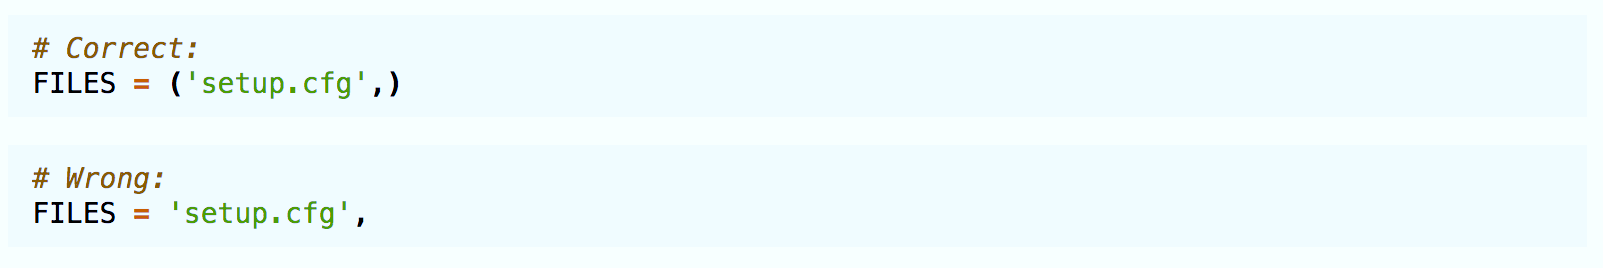 # Correct:
FILES = ('setup.cfg',)
# Wrong:
FILES = 'setup.cfg',